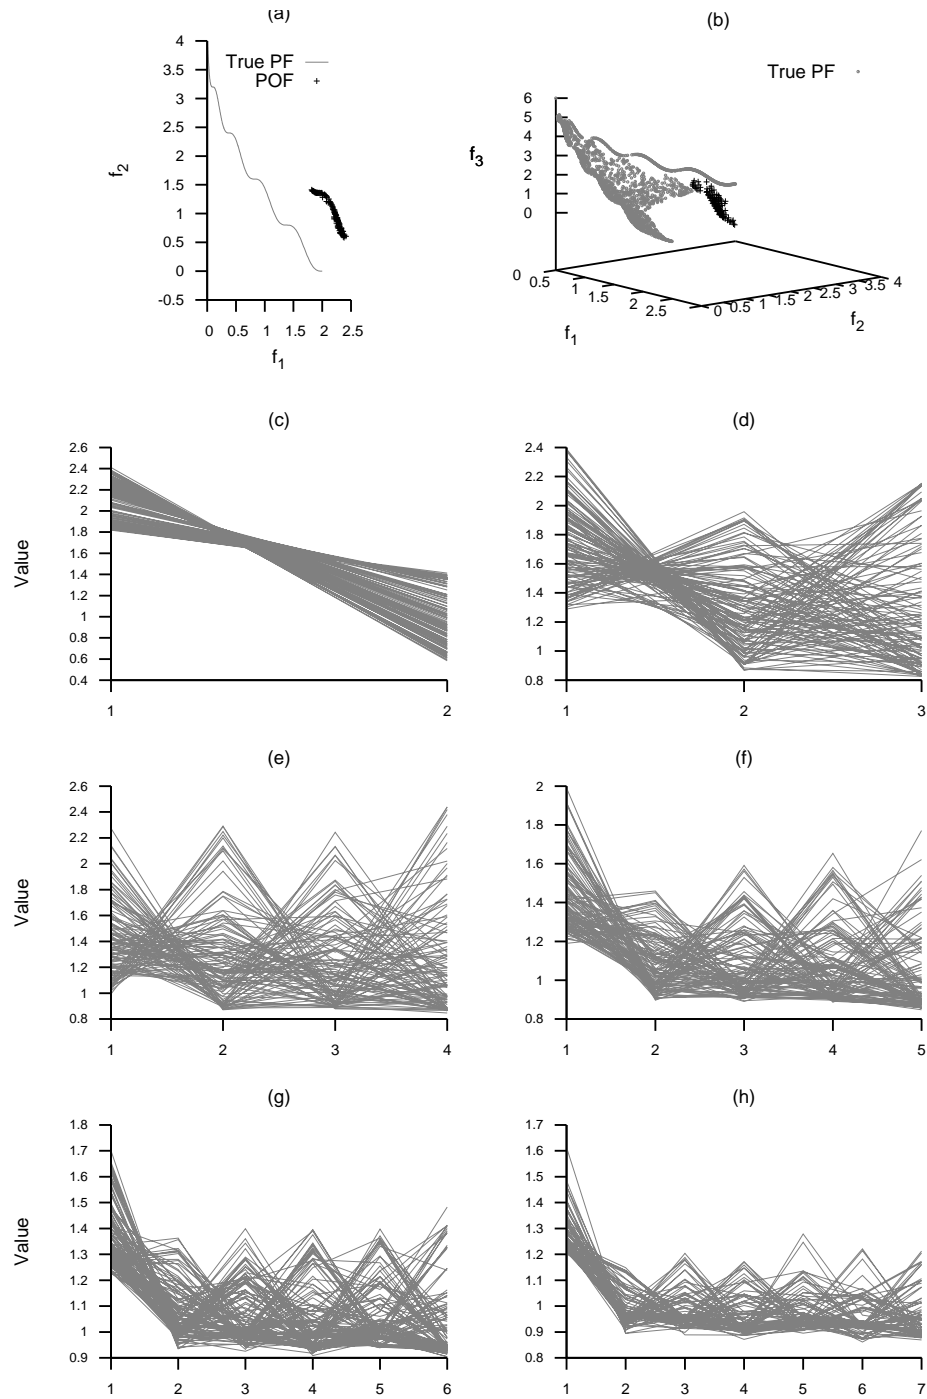 (a)
4
3.5
3
2.5
2
1.5
1
0.5
0
-0.5
f2
True PF
POF
0 0.5 1 1.5 2 2.5
f1
(b)
True PF
6
5
4
3
2
1
0
f3
0 0.5 1 1.5 2 2.5
f1
0 0.5 1 1.5 2 2.5 3 3.5 4
f2
(c)
2.6
2.4
2.2
2
1.8
1.6
1.4
1.2
1
0.8
0.6
0.4
Value
1 2
(d)
2.4
2.2
2
1.8
1.6
1.4
1.2
1
0.8
1 2 3
(e)
2.6
2.4
2.2
2
1.8
1.6
1.4
1.2
1
0.8
Value
1 2 3 4
(f)
2
1.8
1.6
1.4
1.2
1
0.8
1 2 3 4 5
(g)
1.8
1.7
1.6
1.5
1.4
1.3
1.2
1.1
1
0.9
Value
1 2 3 4 5 6
(h)
1.7
1.6
1.5
1.4
1.3
1.2
1.1
1
0.9
0.8
1 2 3 4 5 6 7